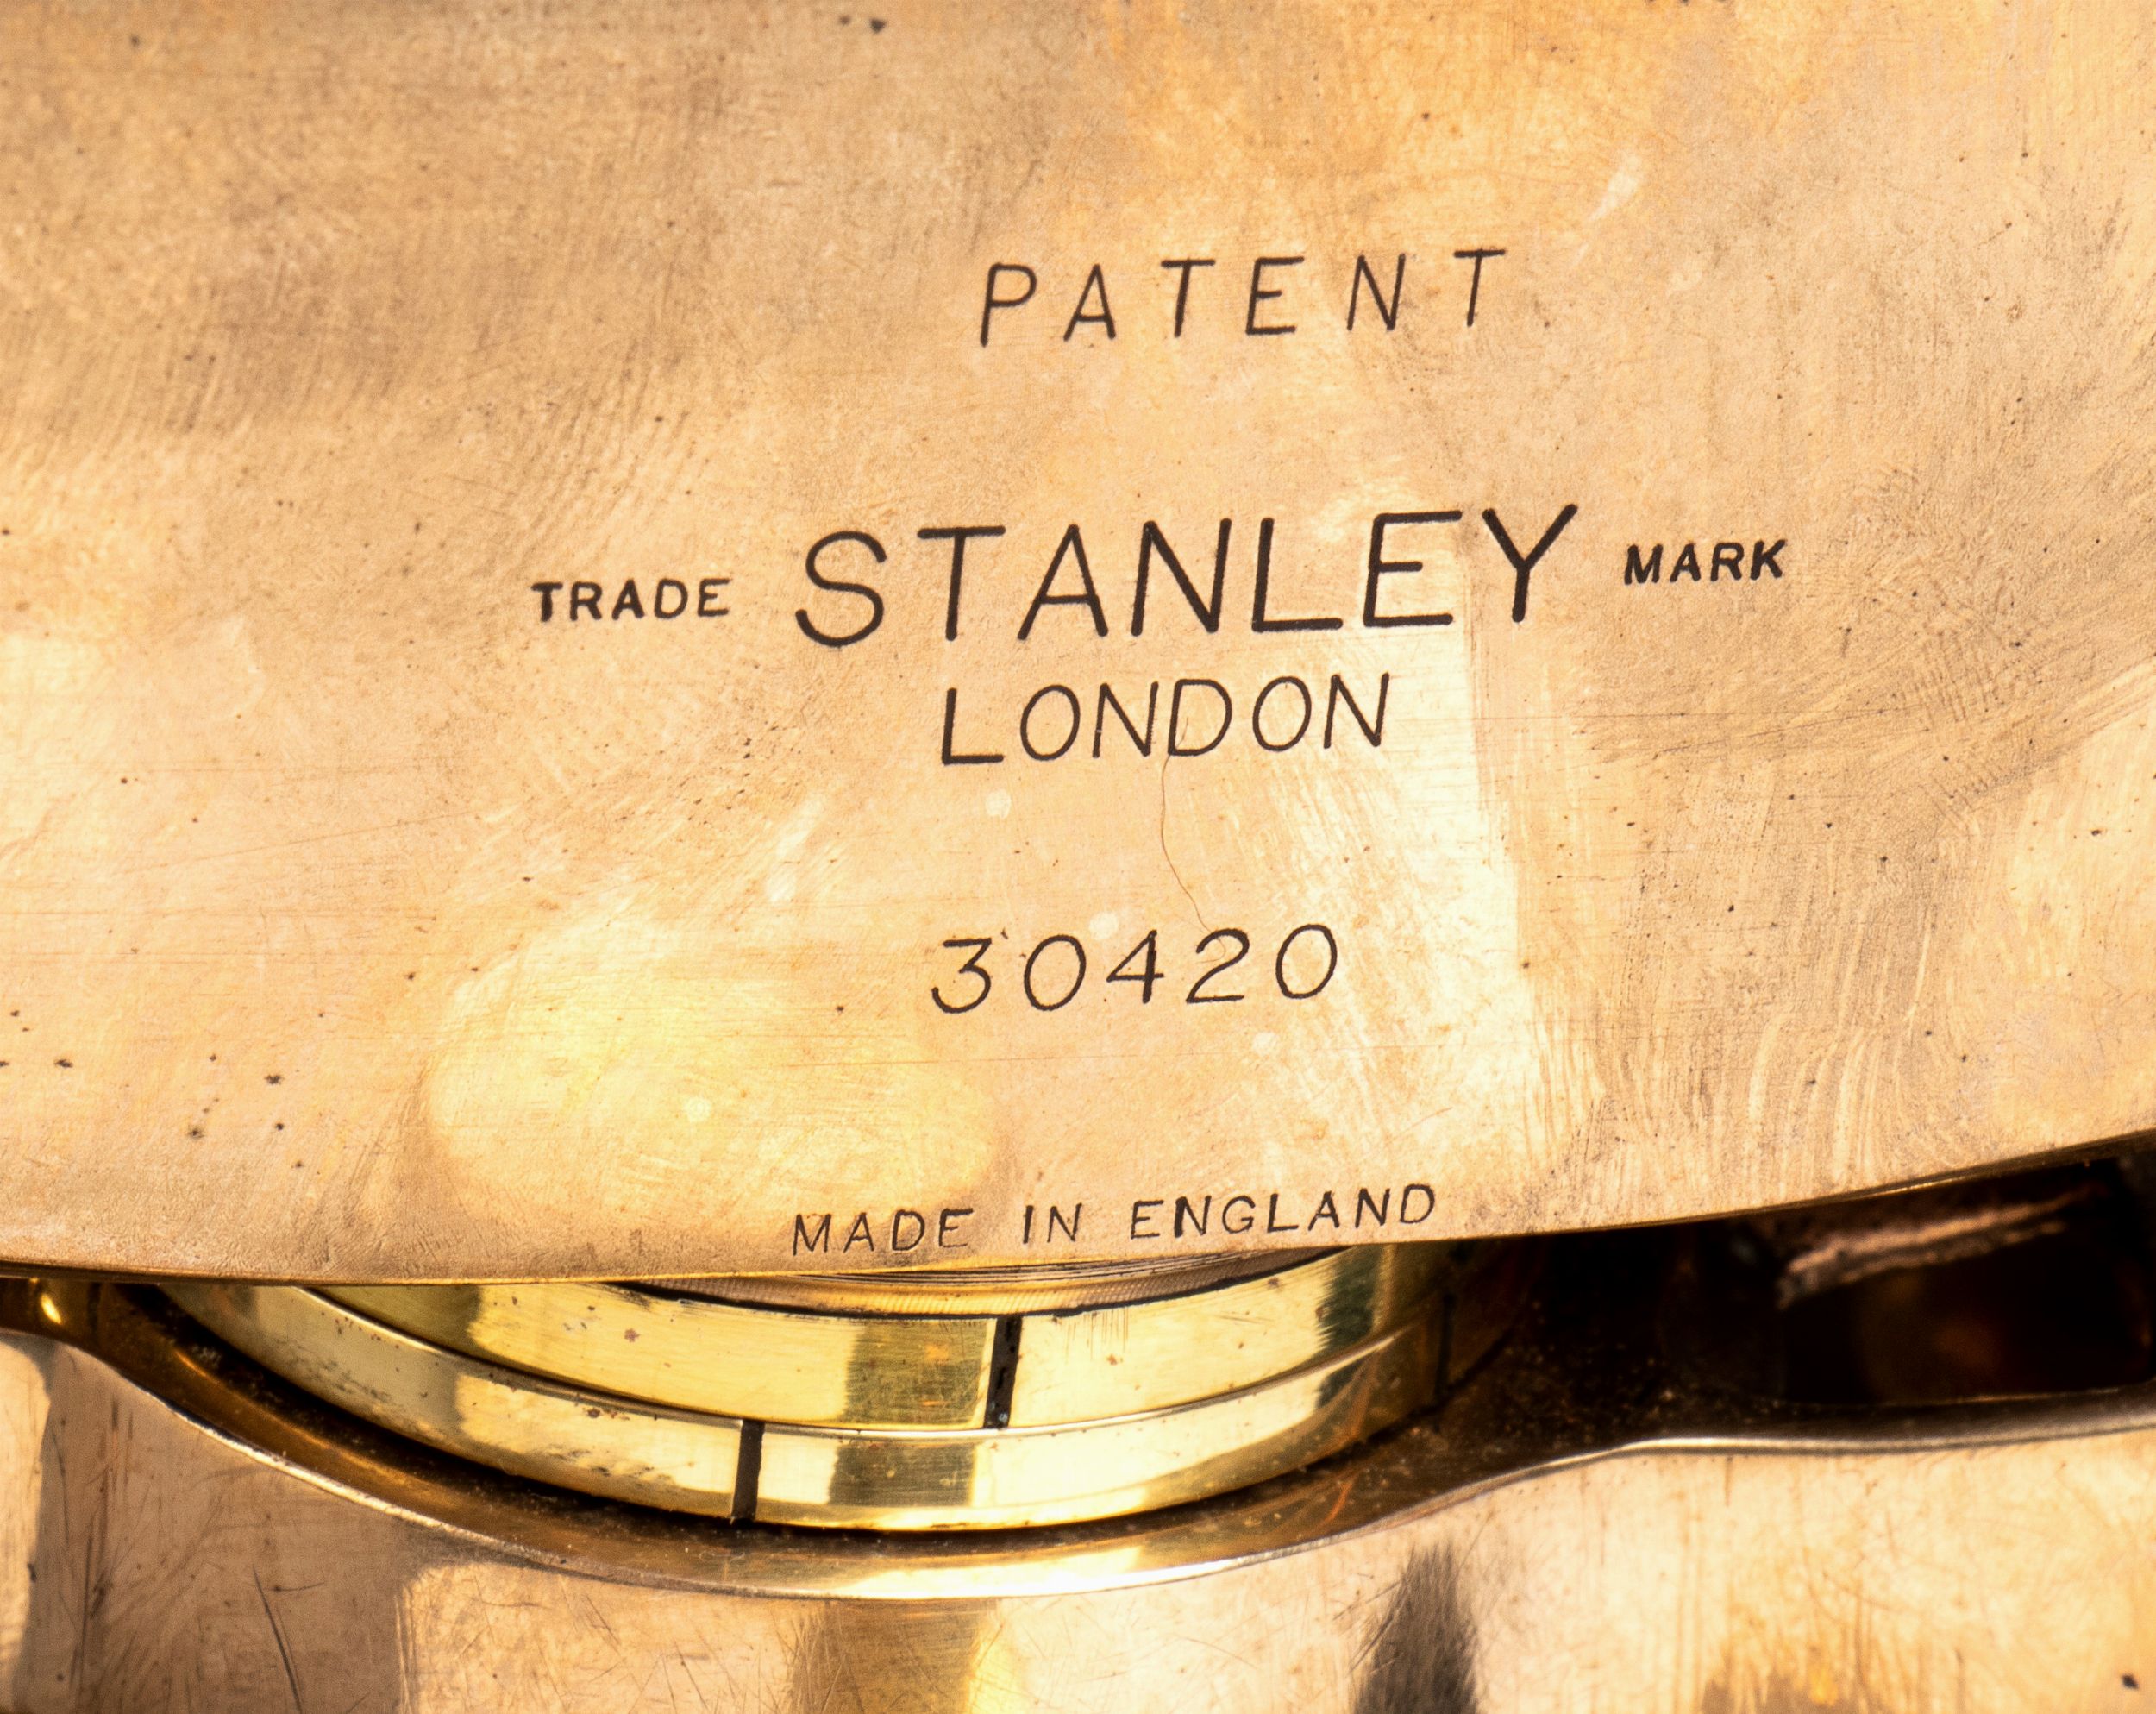 PATENT
TRADE STANLEY MARK
LONDON
30420
MADE IN ENGLAND